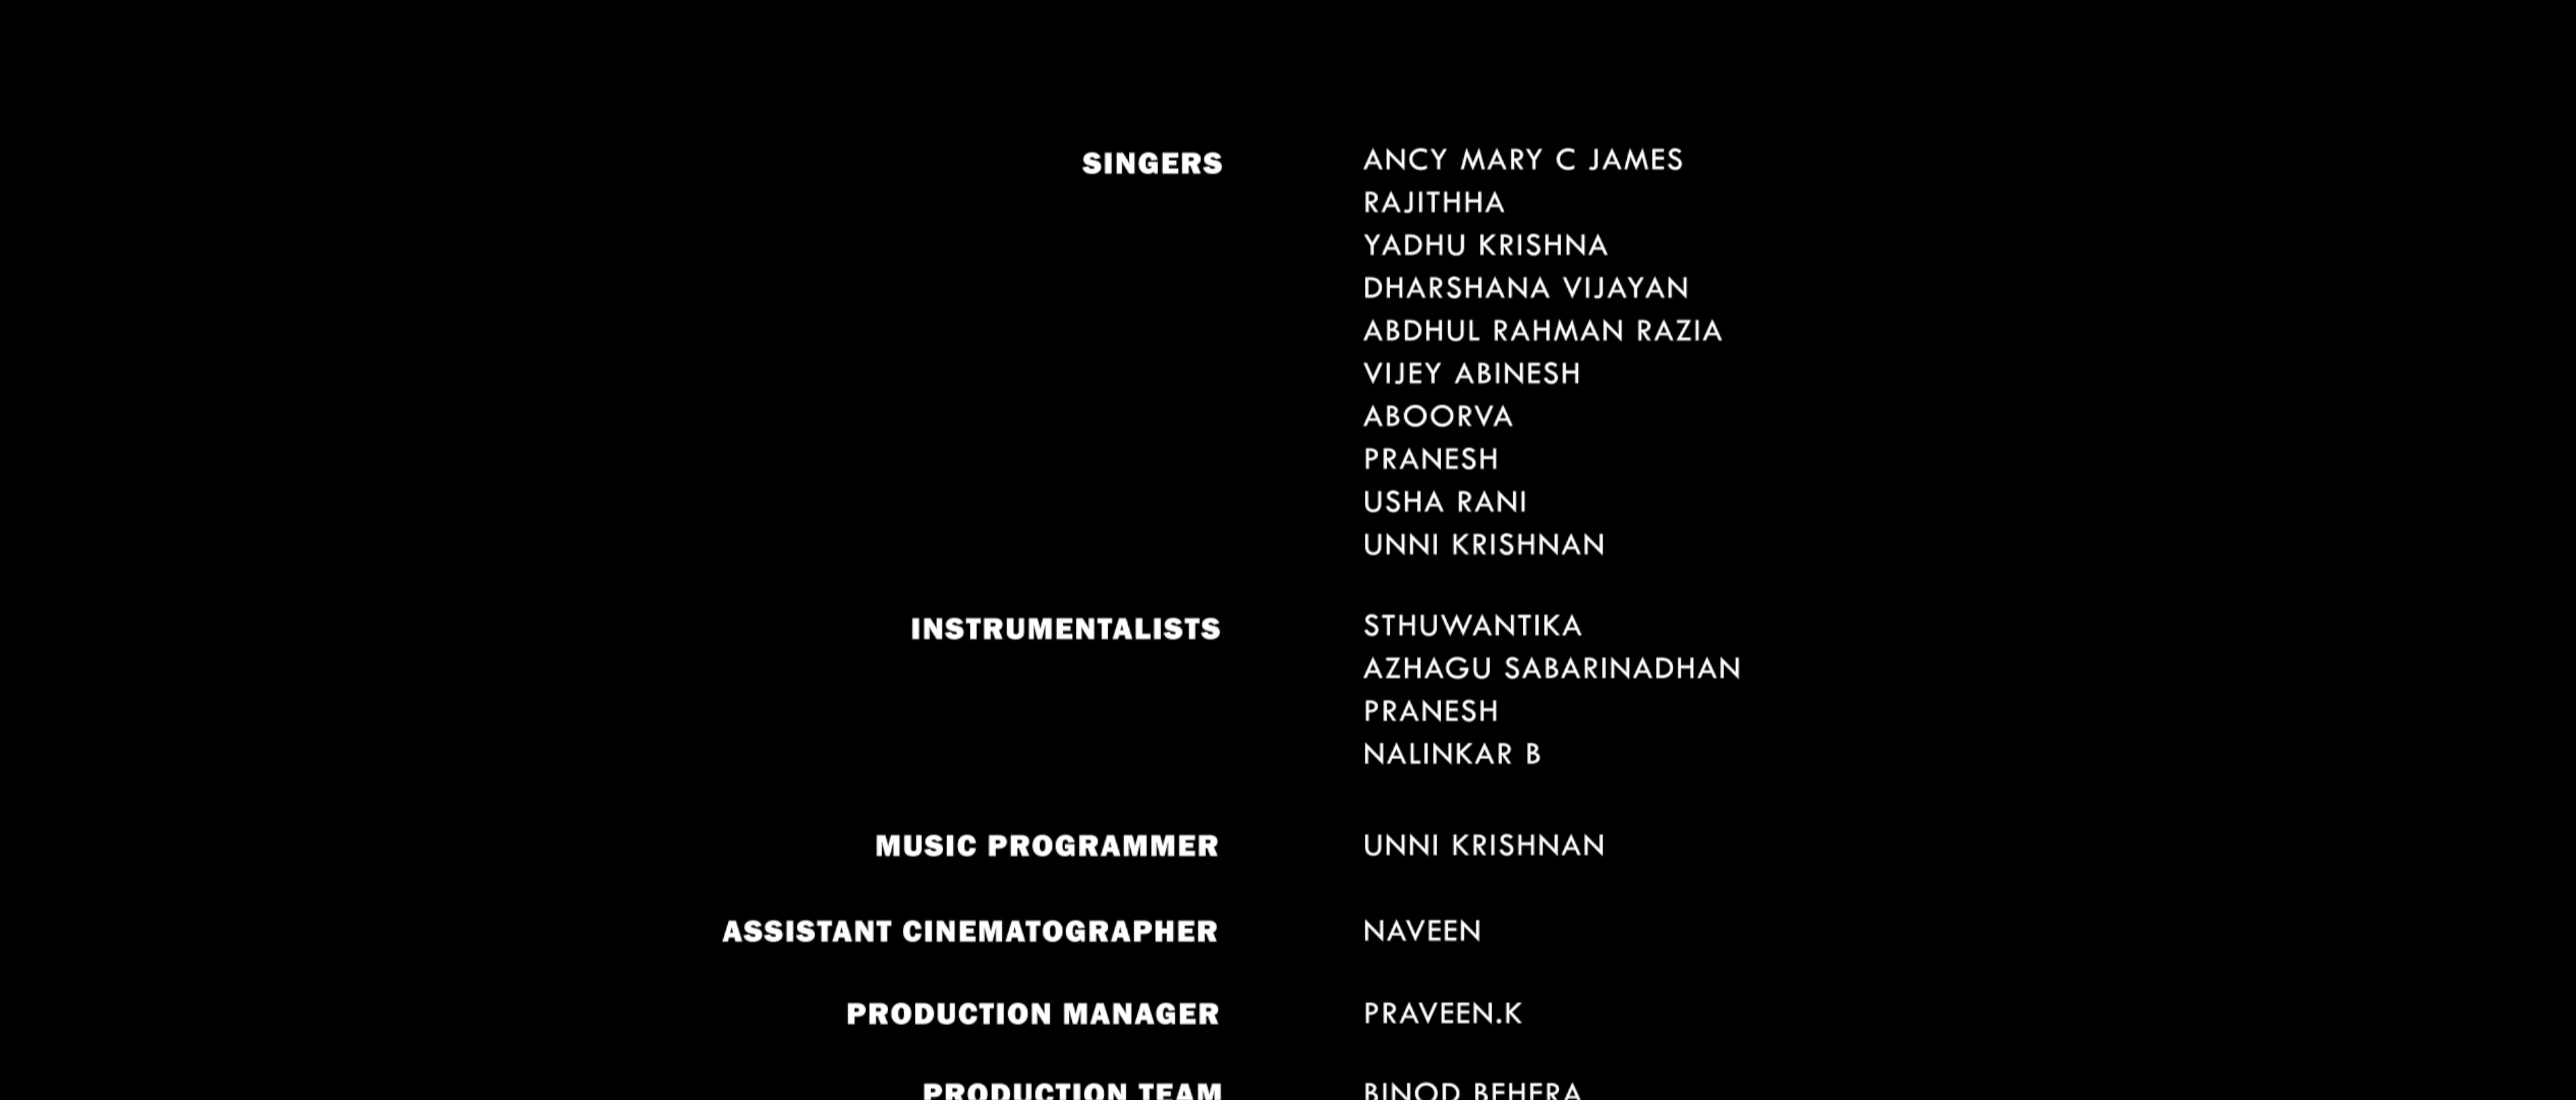 SINGERS ANCY MARY C JAMES
RAJITHHA
YADHU KRISHNA
DHARSHANA VIJAYAN
ABDHUL RAHMAN RAZIA
VIJEY ABINESH
ABOORVA
PRANESH
USHA RANI
UNNI KRISHNAN
INSTRUMENTALISTS STHUWANTIKA
AZHAGU SABARINADHAN
PRANESH
NALINKAR B
MUSIC PROGRAMMER UNNI KRISHNAN
ASSISTANT CINEMATOGRAPHER NAVEEN
PRODUCTION MANAGER PRAVEEN.K
PRODUCTION TEAM BINOD BEHERA